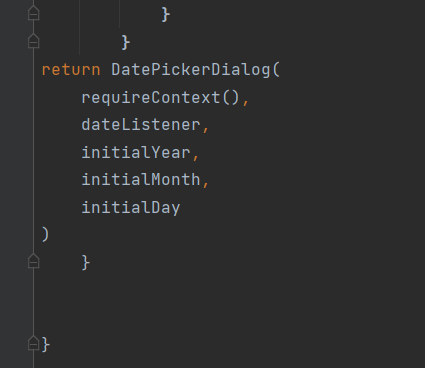 }
}
return DatePickerDialog(
requireContext(),
dateListener,
initialYear,
initialMonth,
initialDay
)
}
}